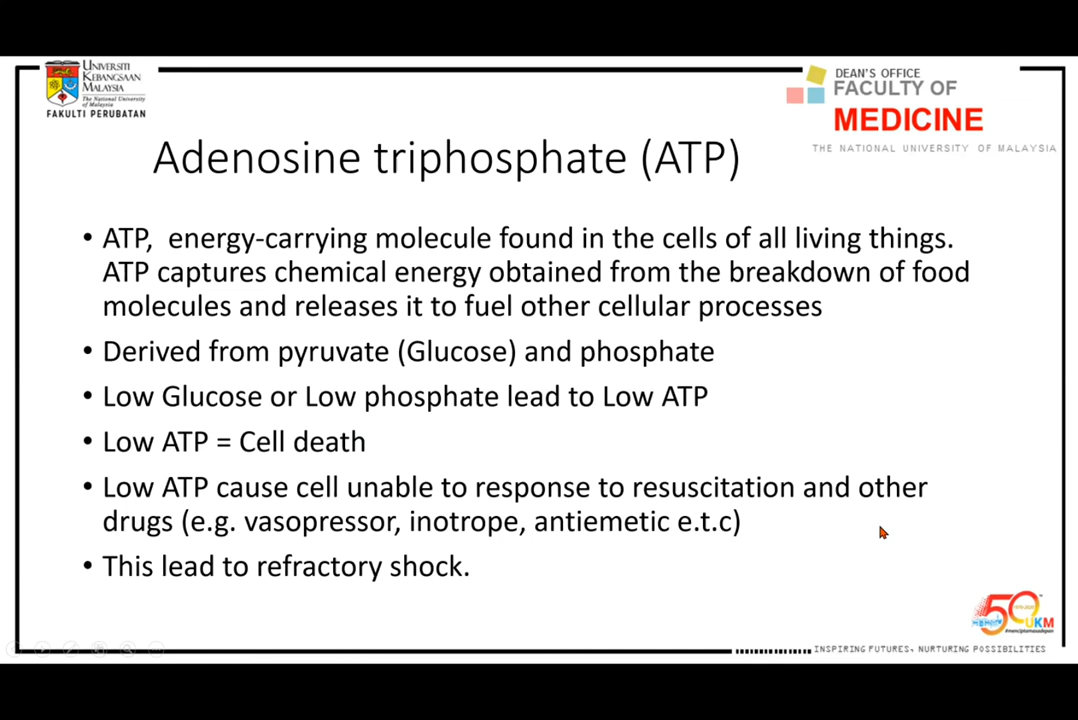 UNIVERSITI
KEBANGSAAN
MALAYSIA
The National University
of Malaysia
FAKULTI PERUBATAN
DEAN'S OFFICE
FACULTY OF
MEDICINE
THE NATIONAL UNIVERSITY OF MALAYSIA
Adenosine triphosphate (ATP)
• ATP, energy-carrying molecule found in the cells of all living things.
ATP captures chemical energy obtained from the breakdown of food
molecules and releases it to fuel other cellular processes
• Derived from pyruvate (Glucose) and phosphate
• Low Glucose or Low phosphate lead to Low ATP
• Low ATP = Cell death
• Low ATP cause cell unable to response to resuscitation and other
drugs (e.g. vasopressor, inotrope, antiemetic e.t.c)
• This lead to refractory shock.
50
UKM
INSPIRING FUTURES, NURTURING POSSIBILITIES